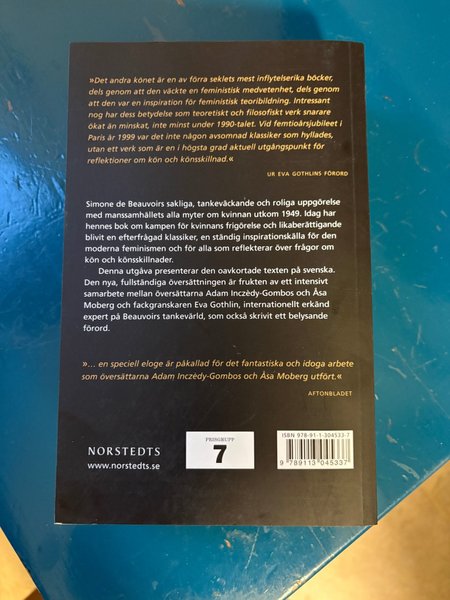 »Det andra könet är en av förra seklets mest inflytelserika böcker,
dels genom att den väckte en feministisk medvetenhet, dels genom
att den var en inspiration för feministisk teoribildning. Intressant
nog har dess betydelse som teoretiskt och filosofiskt verk snarare
ökat än minskat, inte minst under 1990-talet. Vid femtioårsjubileet i
Paris år 1999 var det inte någon avsomnad klassiker som hyllades,
utan ett verk som är en i högsta grad aktuell utgångspunkt för
reflektioner om kön och könsskillnad.«
UR EVA GOTHLINS FÖRORD
Simone de Beauvoirs sakliga, tankeväckande och roliga uppgörelse
med manssamhällets alla myter om kvinnan utkom 1949. Idag har
hennes bok om kampen för kvinnans frigörelse och likaberättigande
blivit en efterfrågad klassiker, en ständig inspirationskälla för den
moderna feminismen och för alla som reflekterar över frågor om
kön och könsskillnader.
Denna utgåva presenterar den oavkortade texten på svenska.
Den nya, fullständiga översättningen är frukten av ett intensivt
samarbete mellan översättarna Adam Inczèdy-Gombos och Åsa
Moberg och fackgranskaren Eva Gothlin, internationellt erkänd
expert på Beauvoirs tankevärld, som också skrivit ett belysande
förord.
»... en speciell eloge är påkallad för det fantastiska och idoga arbete
som översättarna Adam Inczèdy-Gombos och Åsa Moberg utfört.«
AFTONBLADET
NORSTEDTS
www.norstedts.se
PRISGRUPP
7
ISBN 978-91-1-304533-7
9 789113 045337